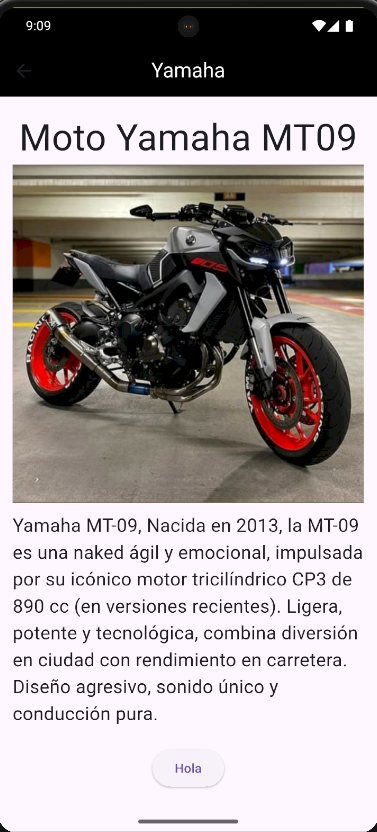 9:09
Yamaha
Moto Yamaha MT09
RACING
Yamaha MT-09, Nacida en 2013, la MT-09
es una naked ágil y emocional, impulsada
por su icónico motor tricilíndrico CP3 de
890 cc (en versiones recientes). Ligera,
potente y tecnológica, combina diversión
en ciudad con rendimiento en carretera.
Diseño agresivo, sonido único y
conducción pura.
Hola